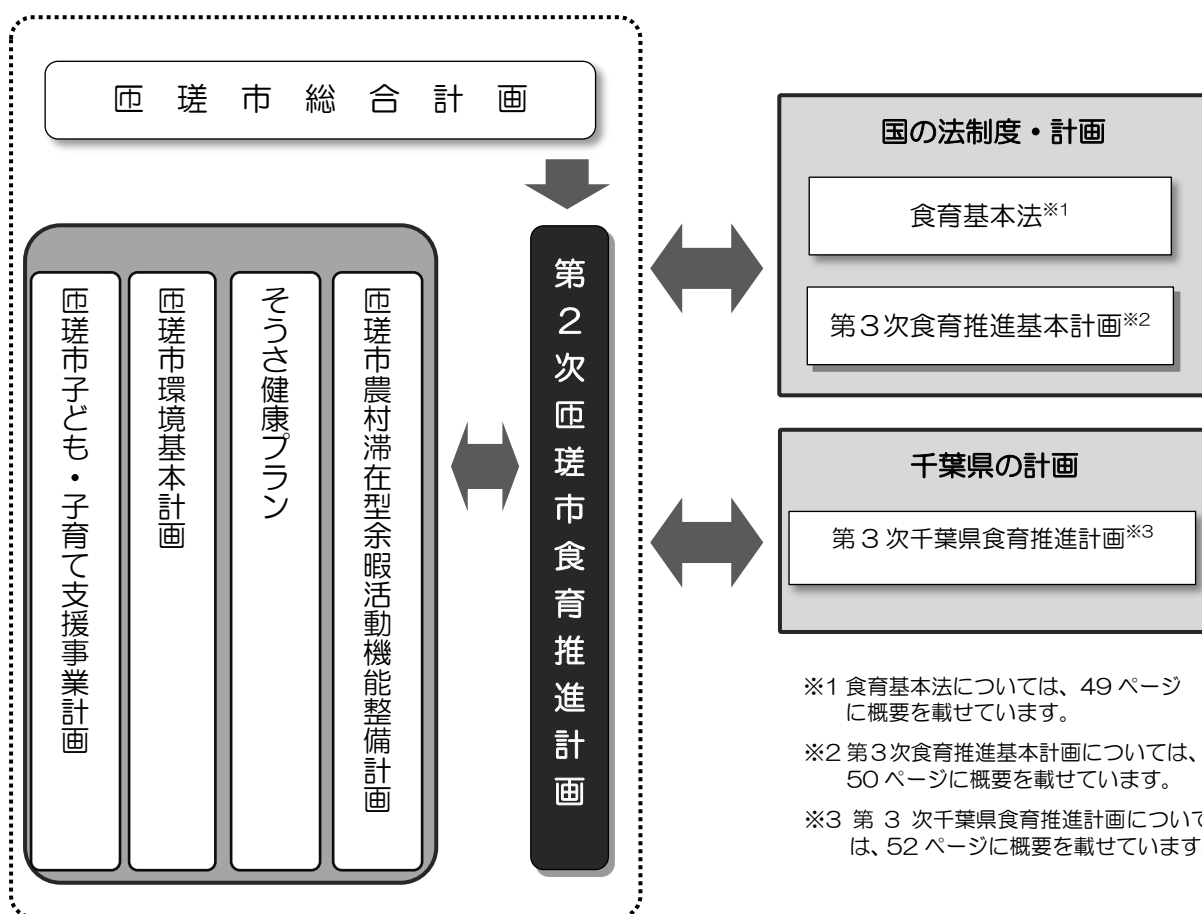 匝瑳市総合計画
第２次匝瑳市食育推進計画
匝瑳市農村滞在型余暇活動機能整備計画
そうさ健康プラン
匝瑳市環境基本計画
匝瑳市子ども・子育て支援事業計画
国の法制度・計画
食育基本法※1
第３次食育推進基本計画※2
千葉県の計画
第３次千葉県食育推進計画※3
※1 食育基本法については、49 ページ
に概要を載せています。
※2 第３次食育推進基本計画については、
50 ページに概要を載せています。
※3 第 3 次千葉県食育推進計画について
は、52 ページに概要を載せています